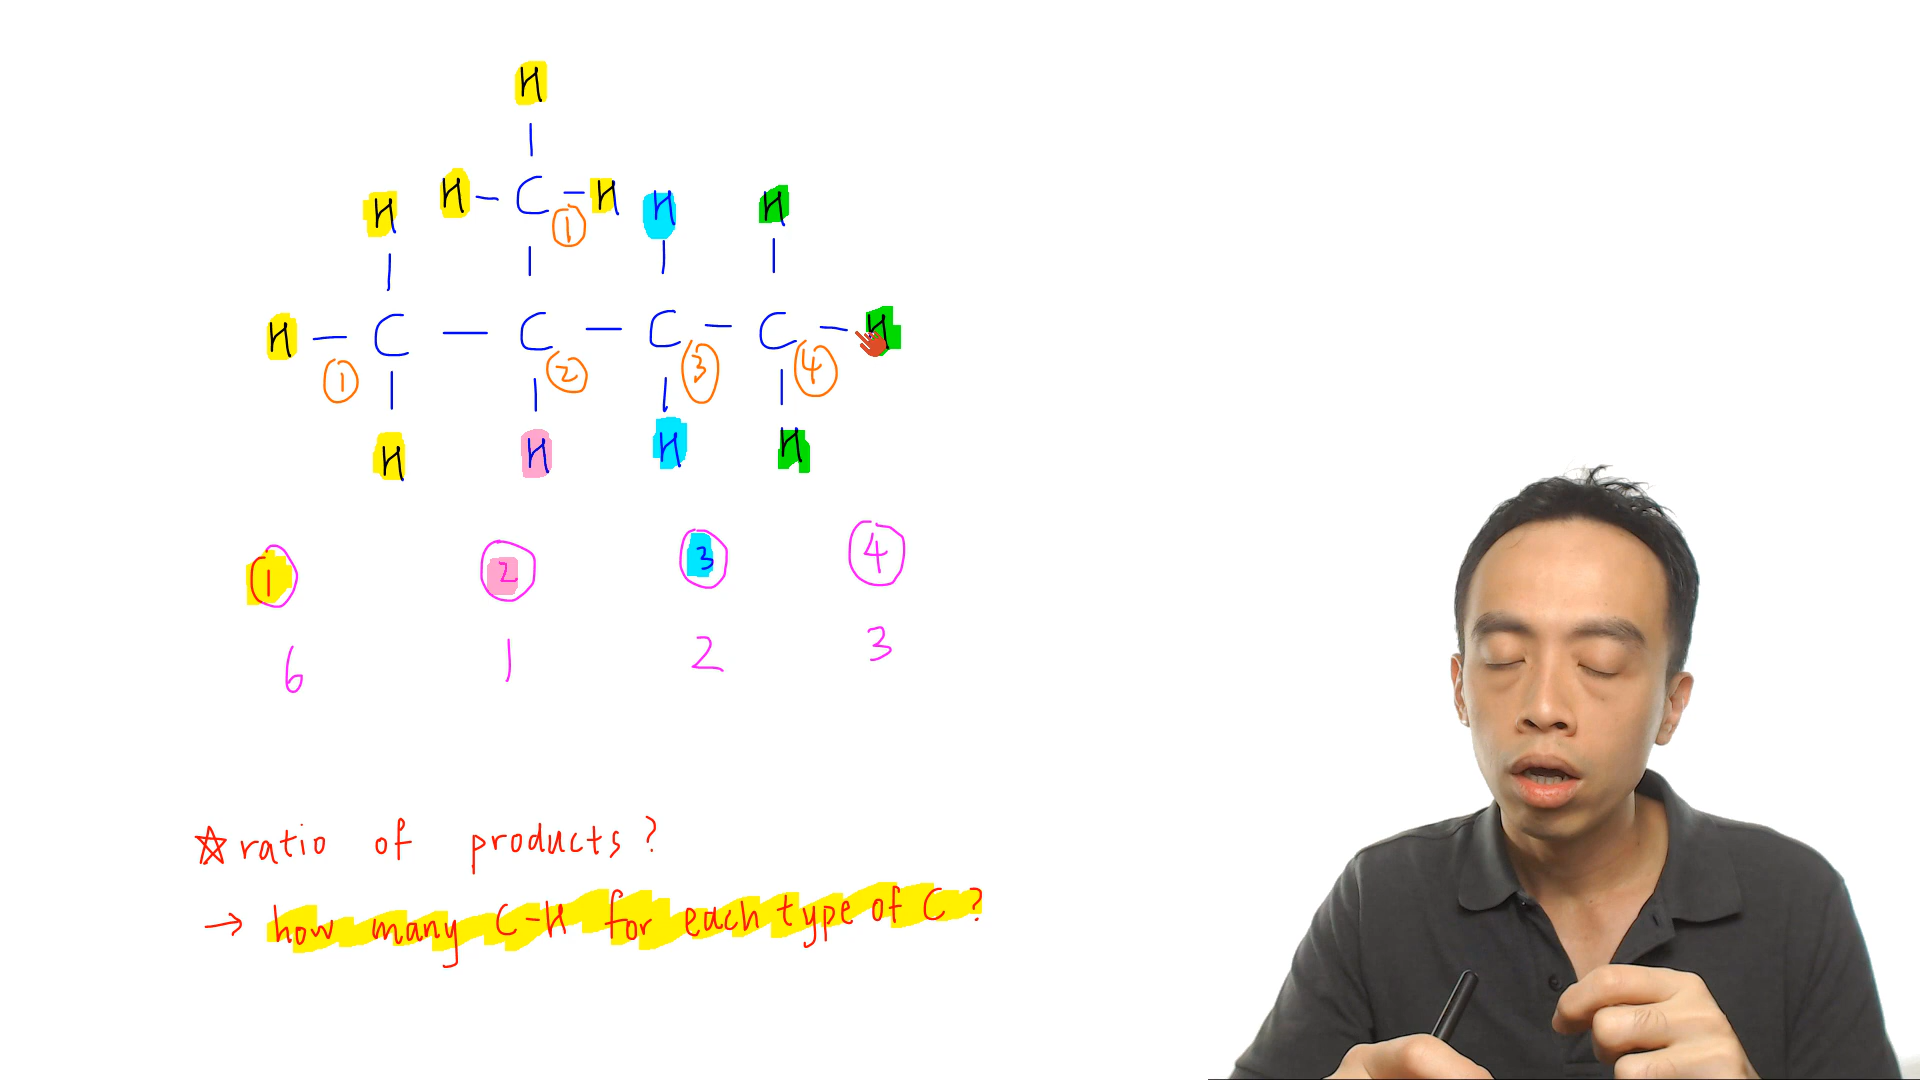 H
H – C – H H H
H ①
H – C — C – C – C – H
① ② ③ ④
H H H H
① ② ③ ④
6 1 2 3
☆ ratio of products?
→ how many C-H for each type of C?